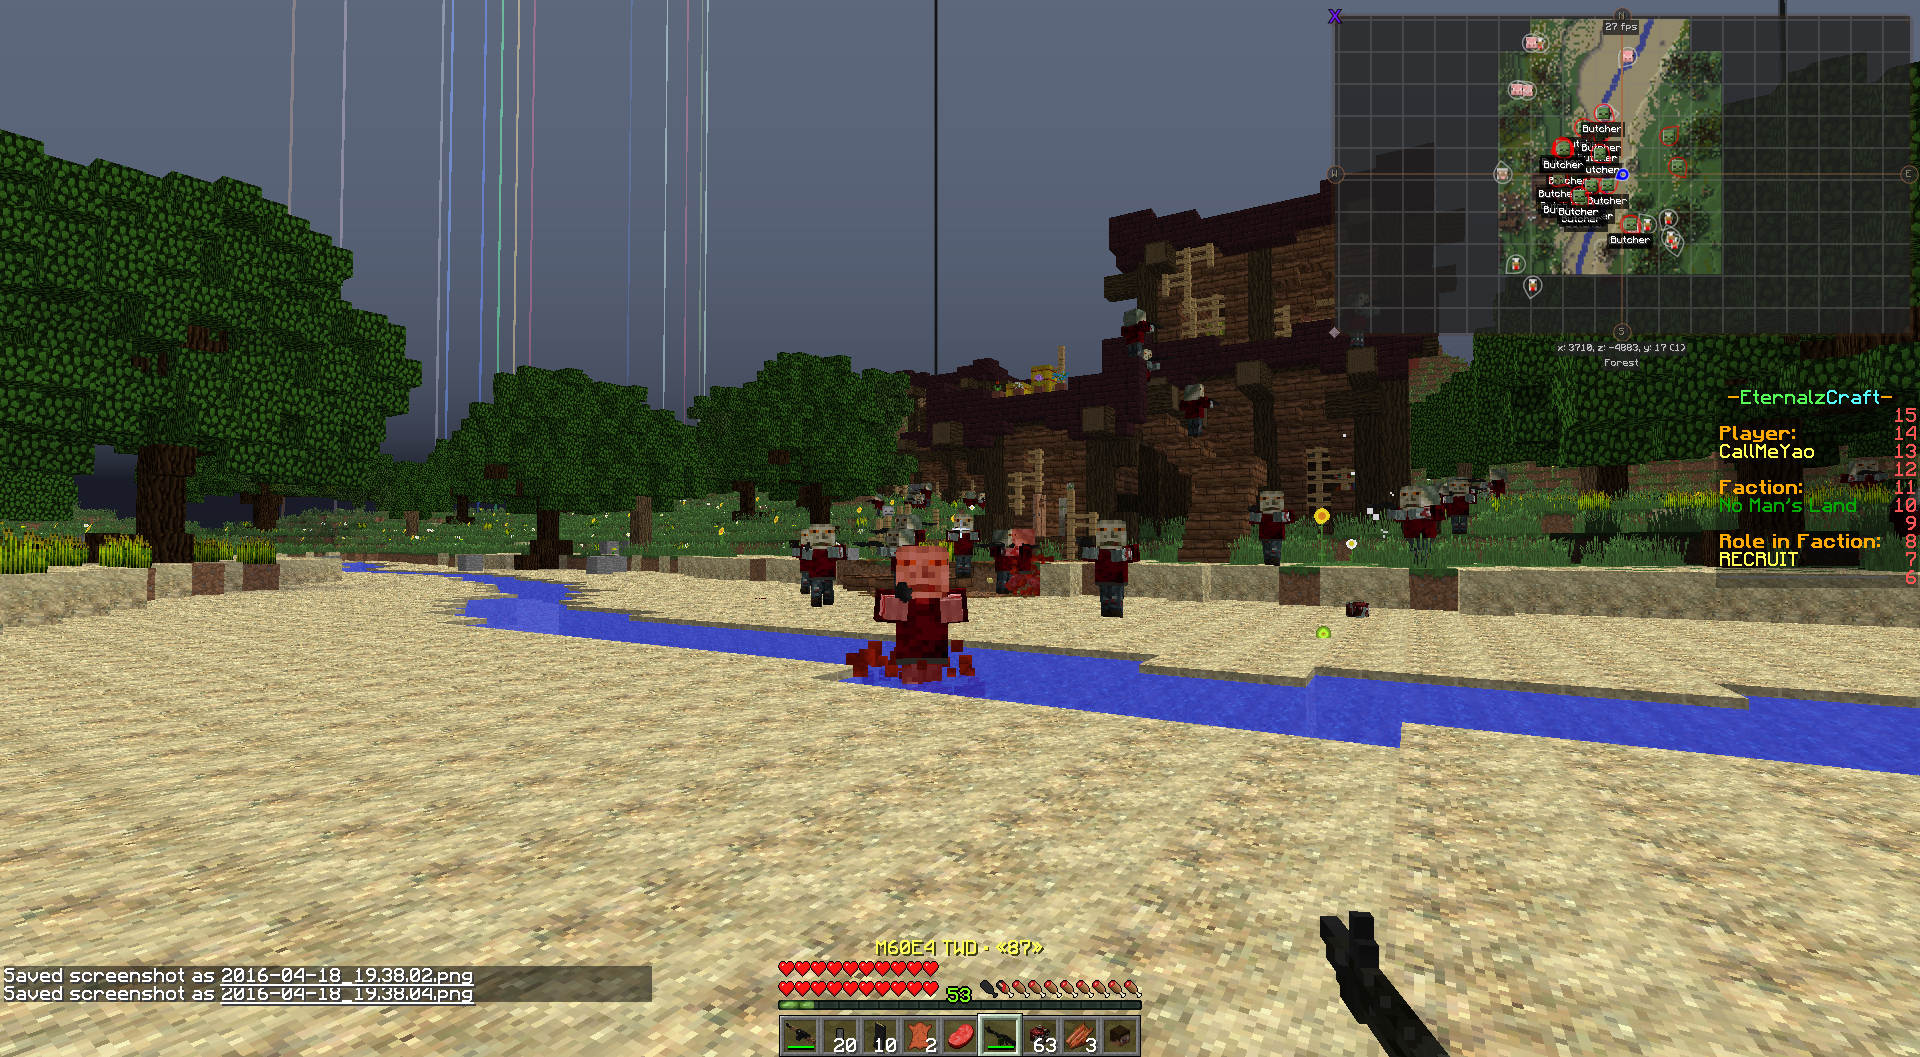 X
N
27 fps
Butcher
Butcher
Butcher
Butcher
Butcher
Butcher
Butcher
W
E
S
x: 3710, z: -4883, y: 17 (1)
Forest
-EternalzCraft-
15
Player: 14
CallMeYao 13
12
Faction: 11
No Man's Land 10
9
Role in Faction: 8
RECRUIT 7
6
M60E4 TWD - «87»
Saved screenshot as 2016-04-18_19.38.02.png
Saved screenshot as 2016-04-18_19.38.04.png
53
20 10 2 63 3